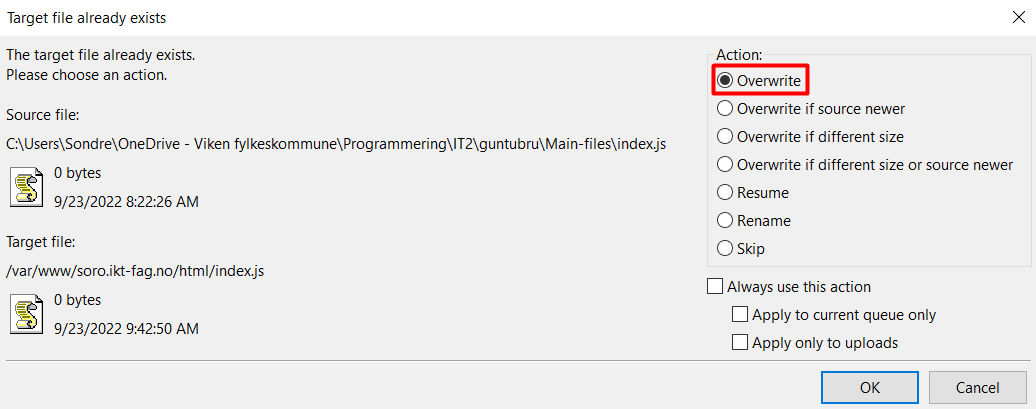 Target file already exists
The target file already exists.
Please choose an action.
Source file:
C:\Users\Sondre\OneDrive - Viken fylkeskommune\Programmering\IT2\guntubru\Main-files\index.js
0 bytes
9/23/2022 8:22:26 AM
Target file:
/var/www/soro.ikt-fag.no/html/index.js
0 bytes
9/23/2022 9:42:50 AM
Action:
Overwrite
Overwrite if source newer
Overwrite if different size
Overwrite if different size or source newer
Resume
Rename
Skip
Always use this action
Apply to current queue only
Apply only to uploads
OK
Cancel